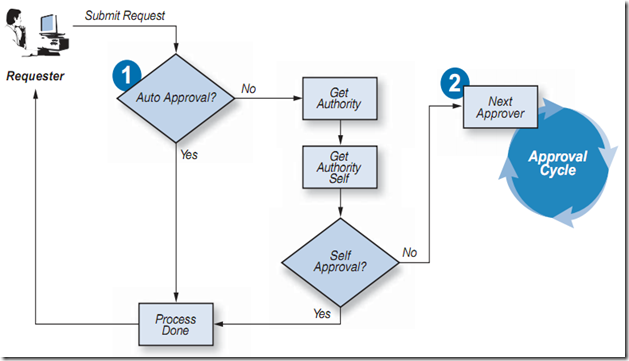 Submit Request
Requester
1
Auto Approval?
No
Yes
Get
Authority
Get
Authority
Self
Self
Approval?
No
Yes
2
Next
Approver
Approval
Cycle
Process
Done